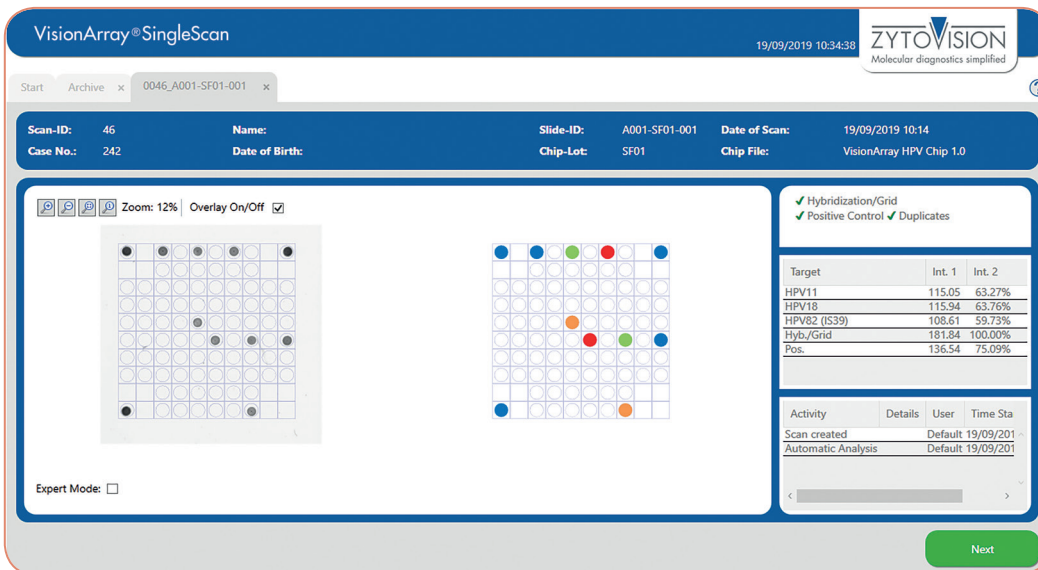 VisionArray®SingleScan
19/09/2019 10:34:38
ZYTOVISION
Molecular diagnostics simplified
Start Archive × 0046_A001-SF01-001 ×
Scan-ID: 46 Name: Slide-ID: A001-SF01-001 Date of Scan: 19/09/2019 10:14
Case No.: 242 Date of Birth: Chip-Lot: SF01 Chip File: VisionArray HPV Chip 1.0
Zoom: 12% Overlay On/Off
✔ Hybridization/Grid
✔ Positive Control ✔ Duplicates
Target Int. 1 Int. 2
HPV11 115.05 63.27%
HPV18 115.94 63.76%
HPV82 (IS39) 108.61 59.73%
Hyb./Grid 181.84 100.00%
Pos. 136.54 75.09%
Activity Details User Time Sta
Scan created Default 19/09/201
Automatic Analysis Default 19/09/201
Expert Mode:
Next